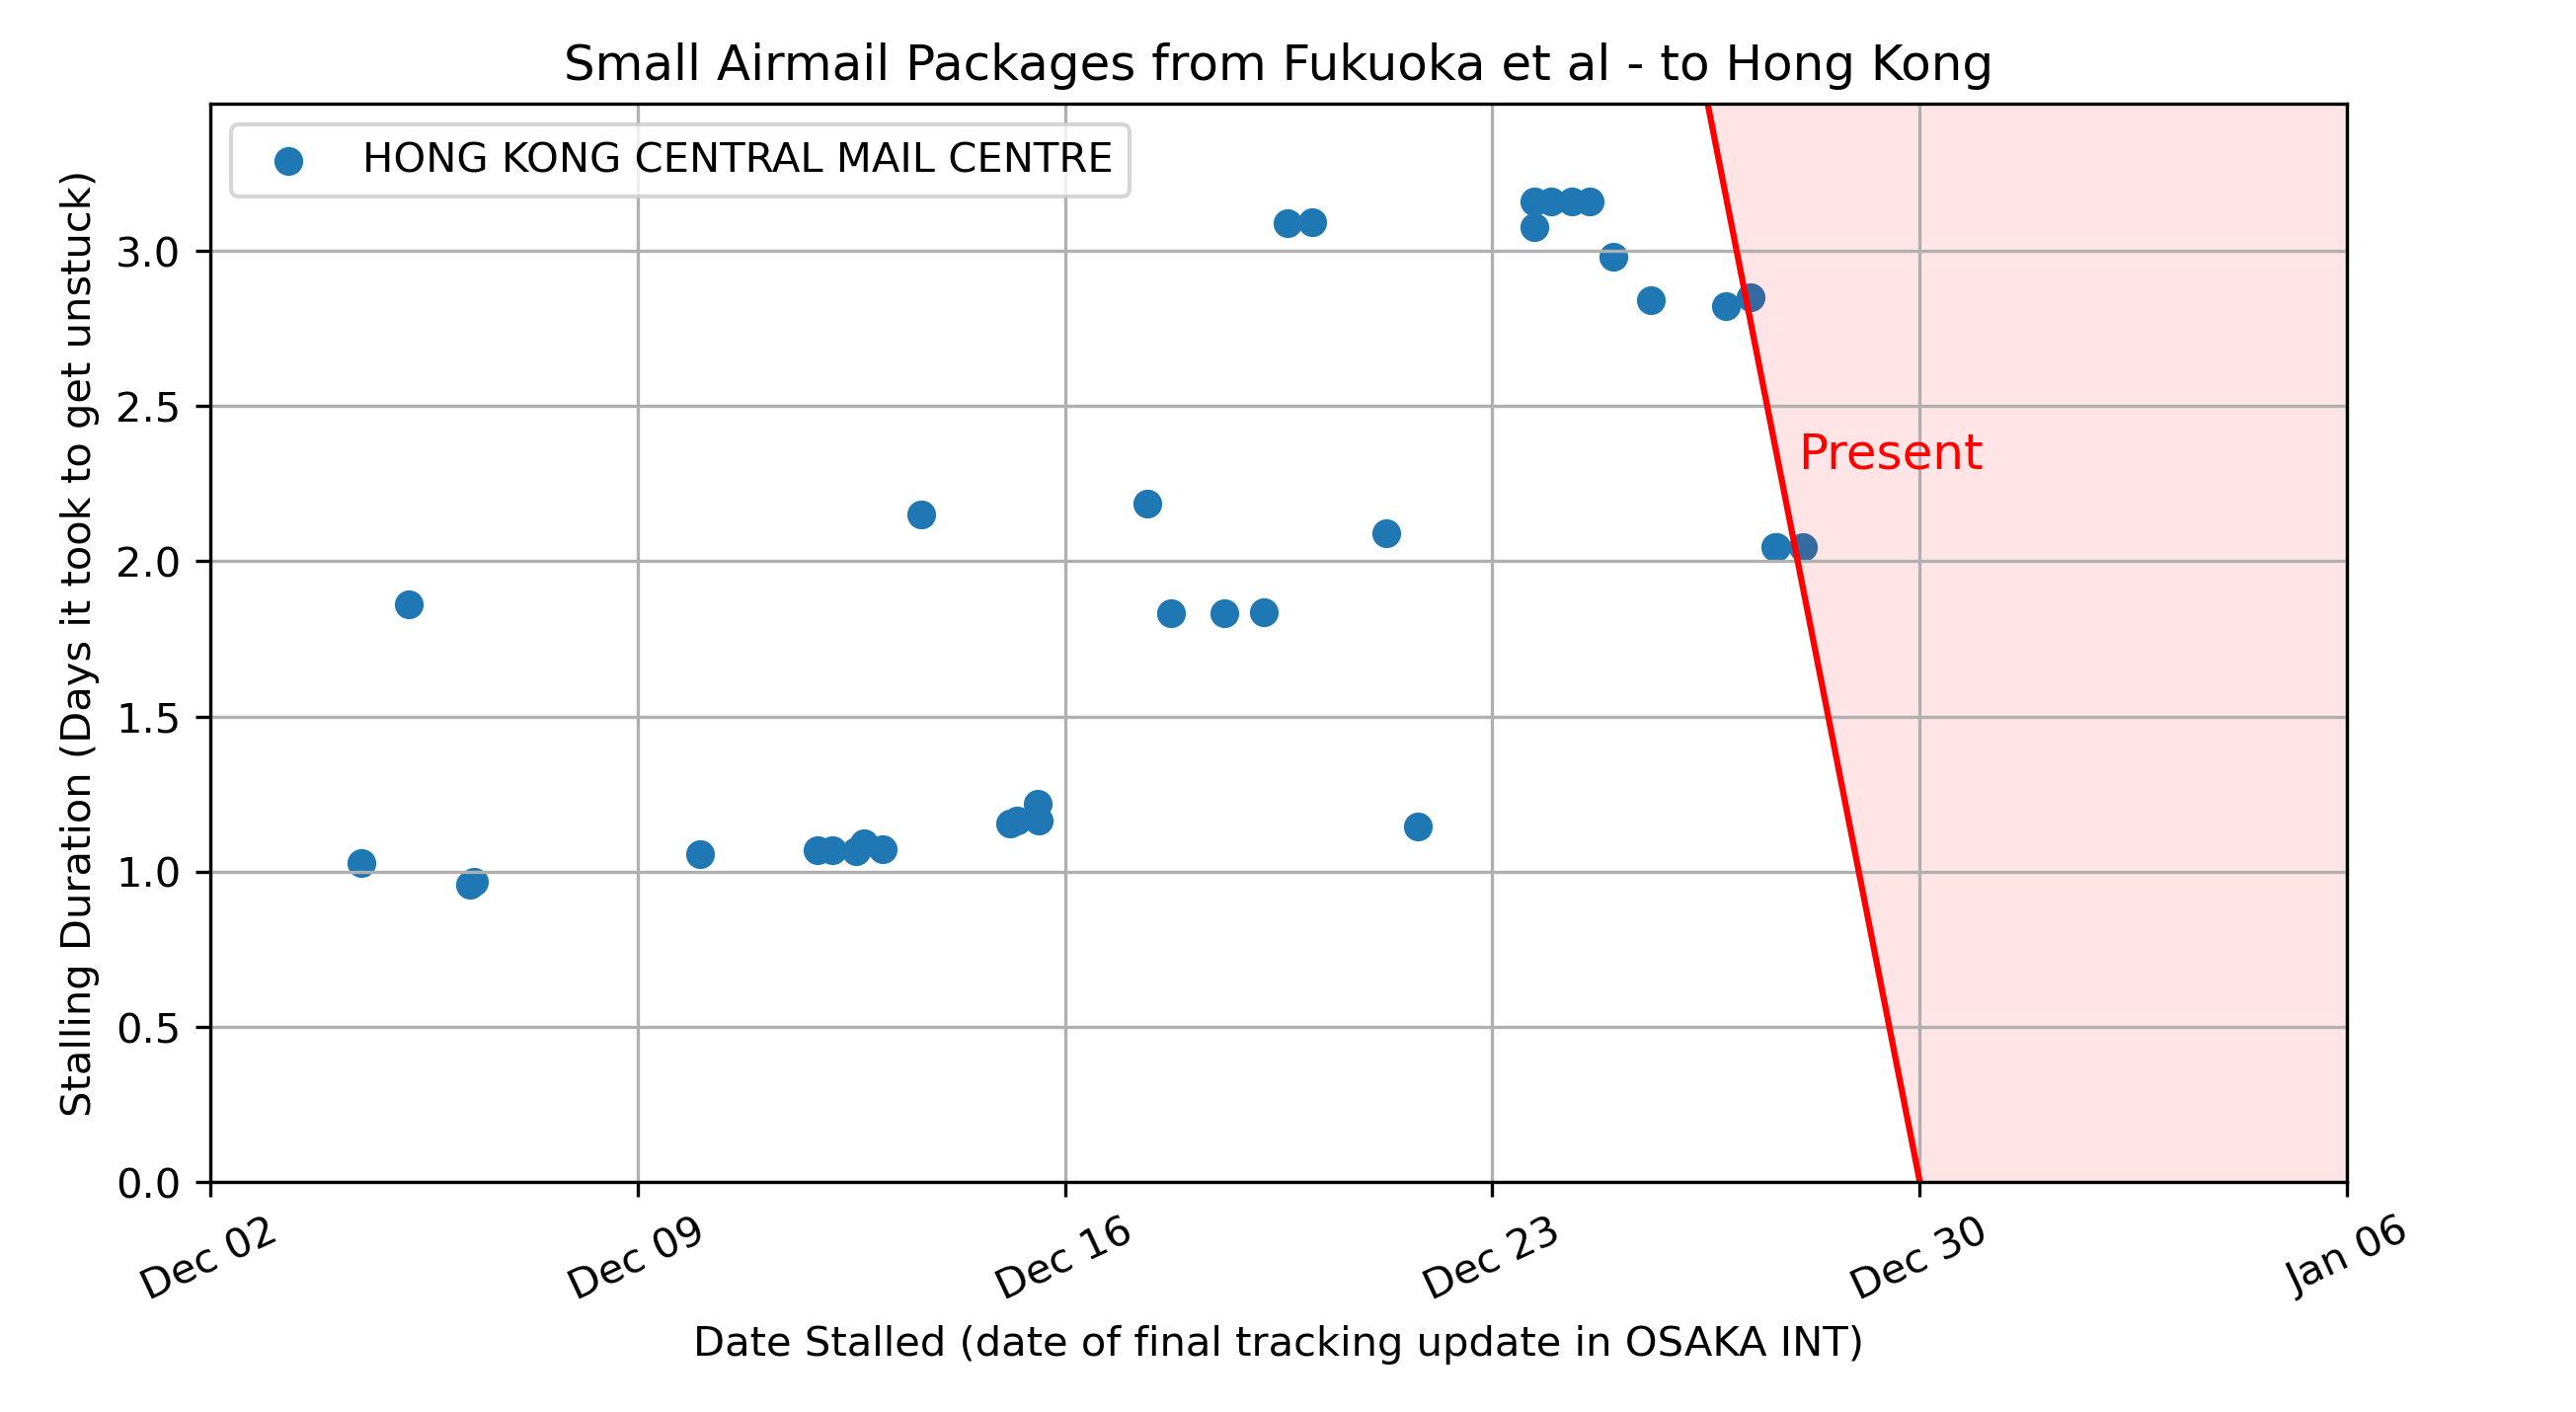 Small Airmail Packages from Fukuoka et al - to Hong Kong
HONG KONG CENTRAL MAIL CENTRE
Stalling Duration (Days it took to get unstuck)
3.0
2.5
2.0
1.5
1.0
0.5
0.0
Present
Dec 02
Dec 09
Dec 16
Dec 23
Dec 30
Jan 06
Date Stalled (date of final tracking update in OSAKA INT)